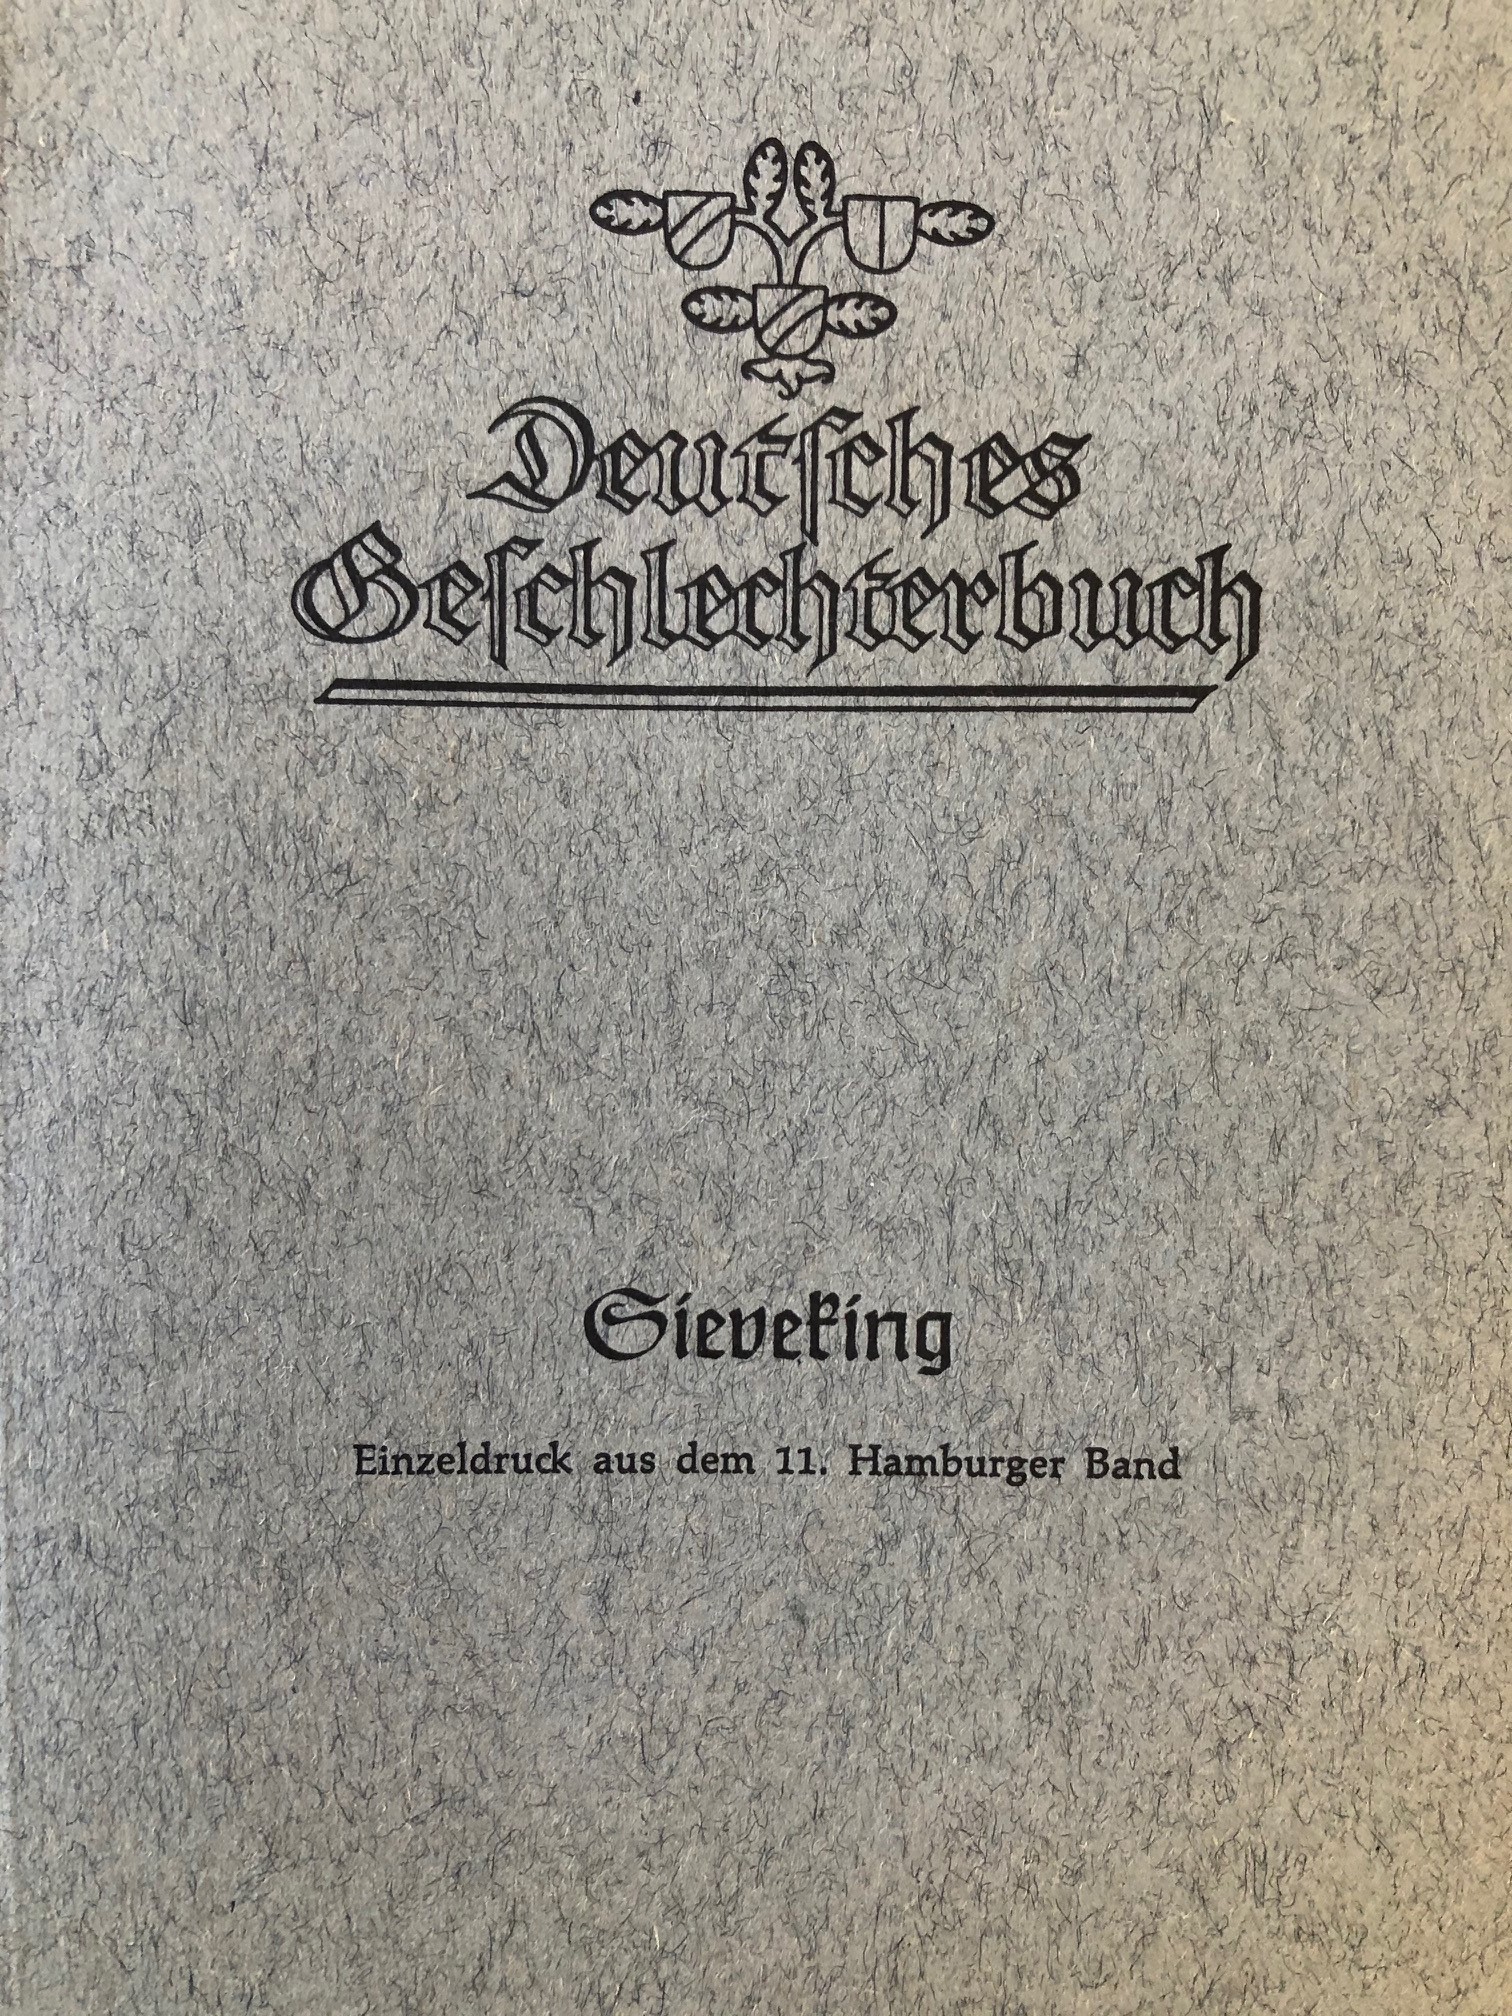 Deutſches
Geſchlechterbuch
Sieveking
Einzeldruck aus dem 11. Hamburger Band